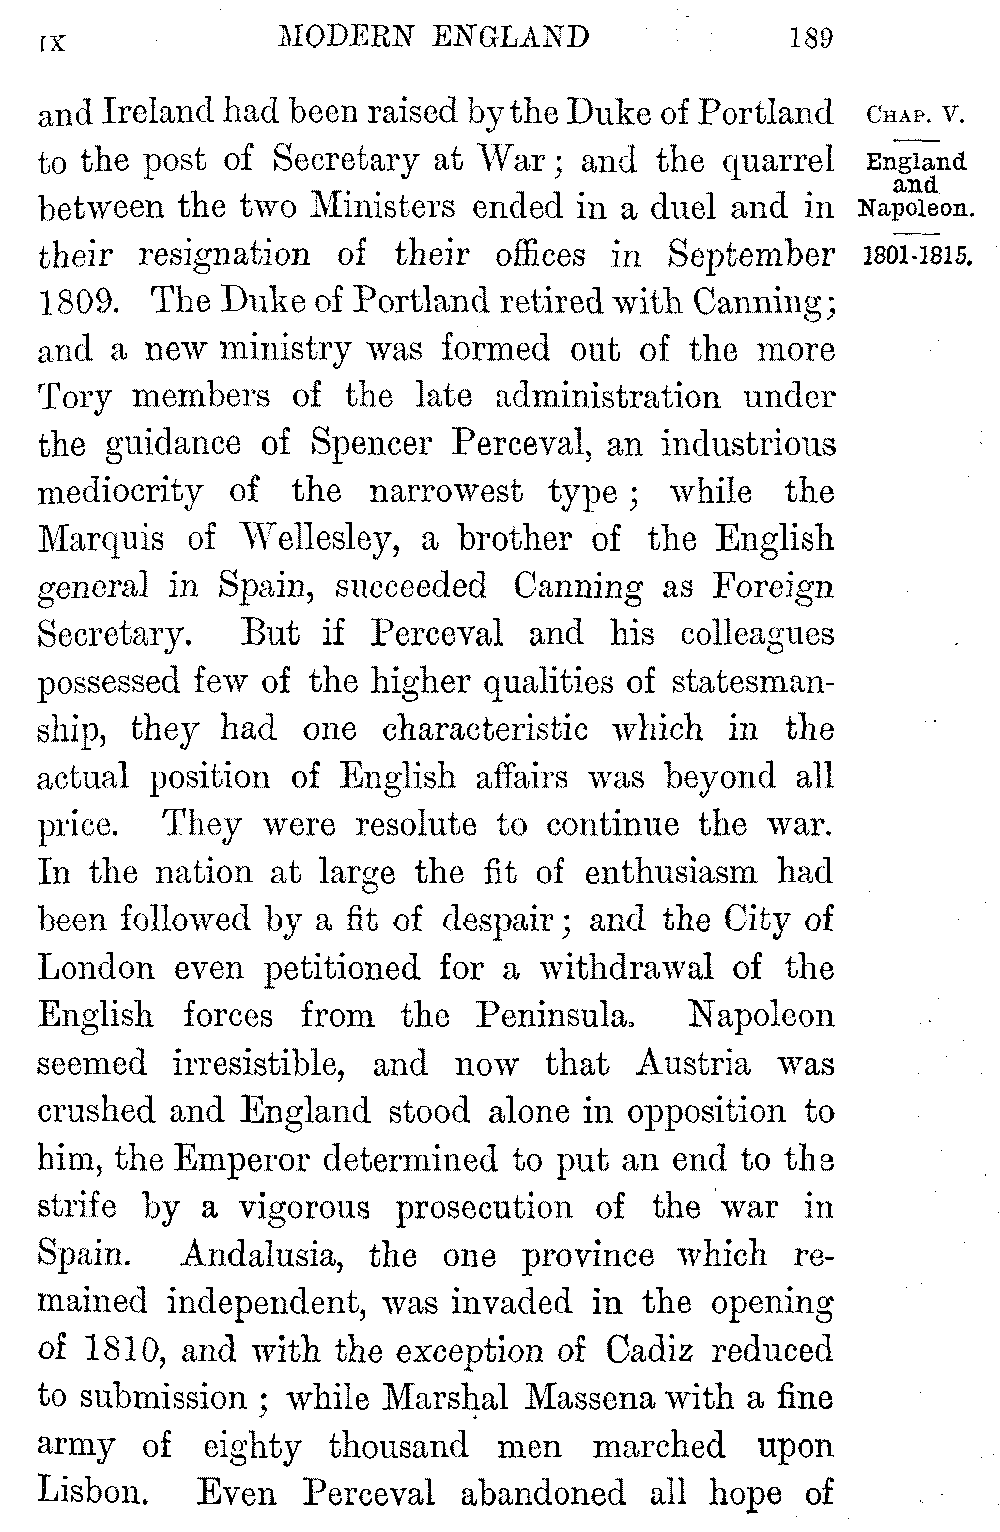 IX MODERN ENGLAND 189
and Ireland had been raised by the Duke of Portland
to the post of Secretary at War; and the quarrel
between the two Ministers ended in a duel and in
their resignation of their offices in September
1809. The Duke of Portland retired with Canning;
and a new ministry was formed out of the more
Tory members of the late administration under
the guidance of Spencer Perceval, an industrious
mediocrity of the narrowest type; while the
Marquis of Wellesley, a brother of the English
general in Spain, succeeded Canning as Foreign
Secretary. But if Perceval and his colleagues
possessed few of the higher qualities of statesman-
ship, they had one characteristic which in the
actual position of English affairs was beyond all
price. They were resolute to continue the war.
In the nation at large the fit of enthusiasm had
been followed by a fit of despair; and the City of
London even petitioned for a withdrawal of the
English forces from the Peninsula. Napoleon
seemed irresistible, and now that Austria was
crushed and England stood alone in opposition to
him, the Emperor determined to put an end to the
strife by a vigorous prosecution of the war in
Spain. Andalusia, the one province which re-
mained independent, was invaded in the opening
of 1810, and with the exception of Cadiz reduced
to submission; while Marshal Massena with a fine
army of eighty thousand men marched upon
Lisbon. Even Perceval abandoned all hope of
CHAP. V.
England
and
Napoleon.
1801-1815.